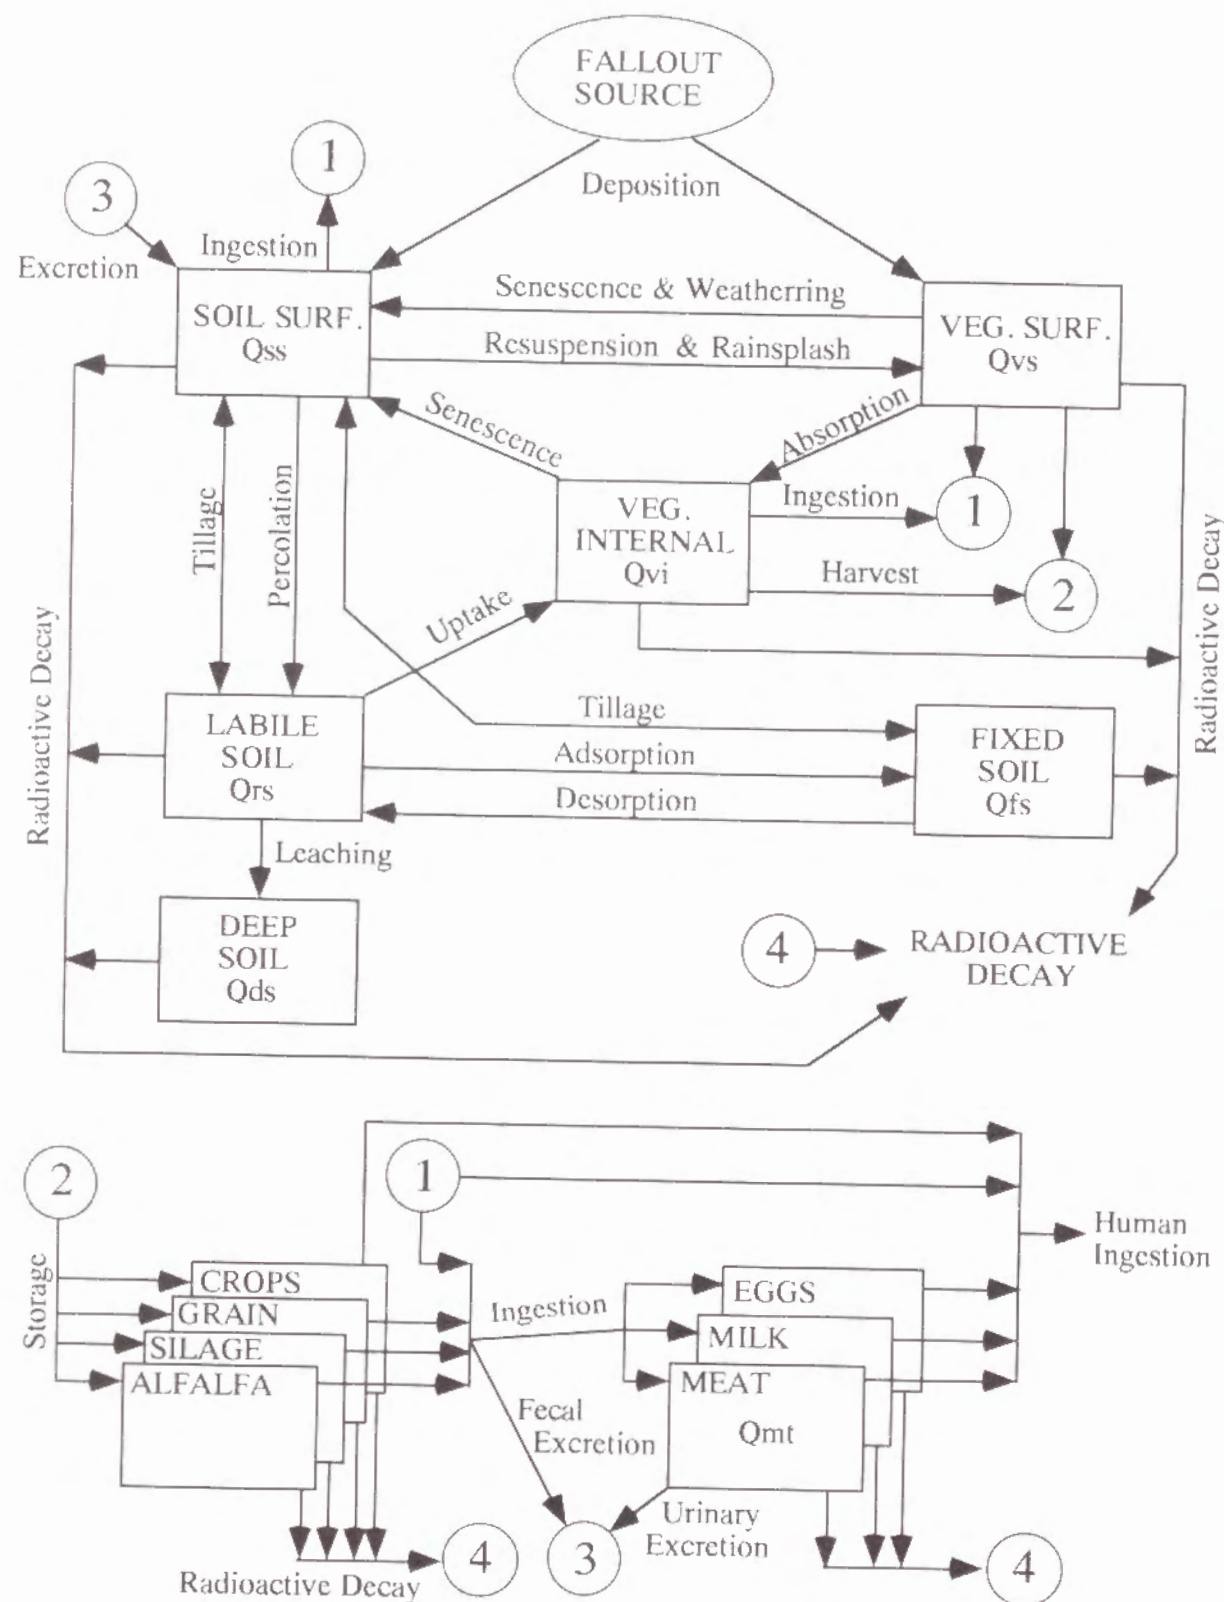 FALLOUT
SOURCE
1
3
Deposition
Ingestion
Excretion
Senescence & Weatherring
SOIL SURF.
Qss
VEG. SURF.
Qvs
Resuspension & Rainsplash
Senescence
Absorption
Tillage
Percolation
VEG.
INTERNAL
Qvi
Ingestion
1
Harvest
2
Uptake
Radioactive Decay
Radioactive Decay
LABILE
SOIL
Qrs
Tillage
Adsorption
Desorption
FIXED
SOIL
Qfs
Leaching
DEEP
SOIL
Qds
4
RADIOACTIVE
DECAY
2
1
Human
Ingestion
Storage
CROPS
GRAIN
SILAGE
ALFALFA
Ingestion
EGGS
MILK
MEAT
Qmt
Fecal
Excretion
Urinary
Excretion
4
3
4
Radioactive Decay